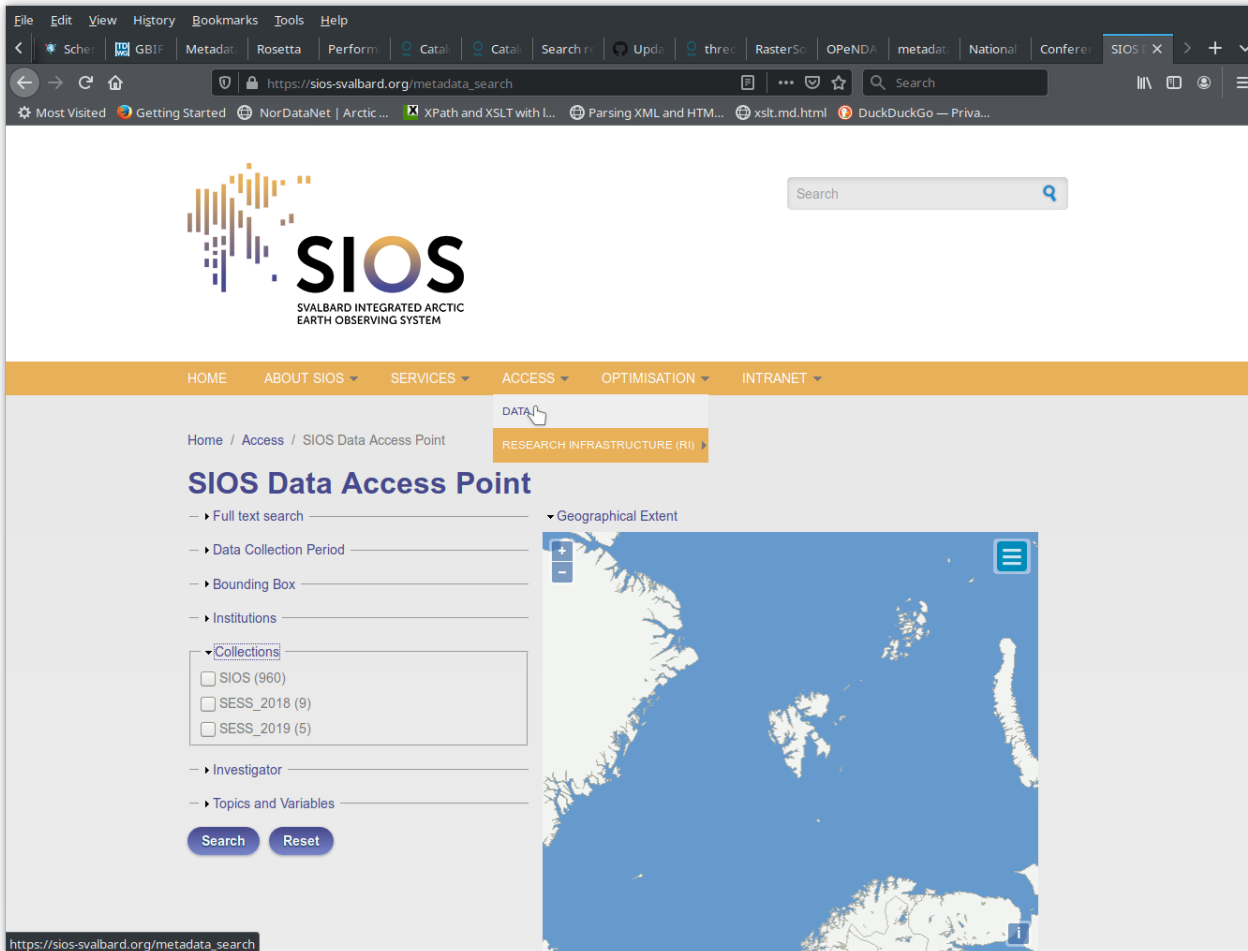 File Edit View History Bookmarks Tools Help
GBIF Rosetta Perform Search OPeNDA National SIOS
https://sios-svalbard.org/metadata_search Search
Most Visited Getting Started NorDataNet | Arctic ... XPath and XSLT with l... Parsing XML and HTM... xslt.md.html DuckDuckGo — Priva...
Search
SIOS
SVALBARD INTEGRATED ARCTIC
EARTH OBSERVING SYSTEM
HOME ABOUT SIOS SERVICES ACCESS OPTIMISATION INTRANET
DATA
RESEARCH INFRASTRUCTURE (RI)
Home / Access / SIOS Data Access Point
SIOS Data Access Point
Full text search
Geographical Extent
Data Collection Period
Bounding Box
Institutions
Collections
SIOS (960)
SESS_2018 (9)
SESS_2019 (5)
Investigator
Topics and Variables
Search Reset
+
−
i
https://sios-svalbard.org/metadata_search